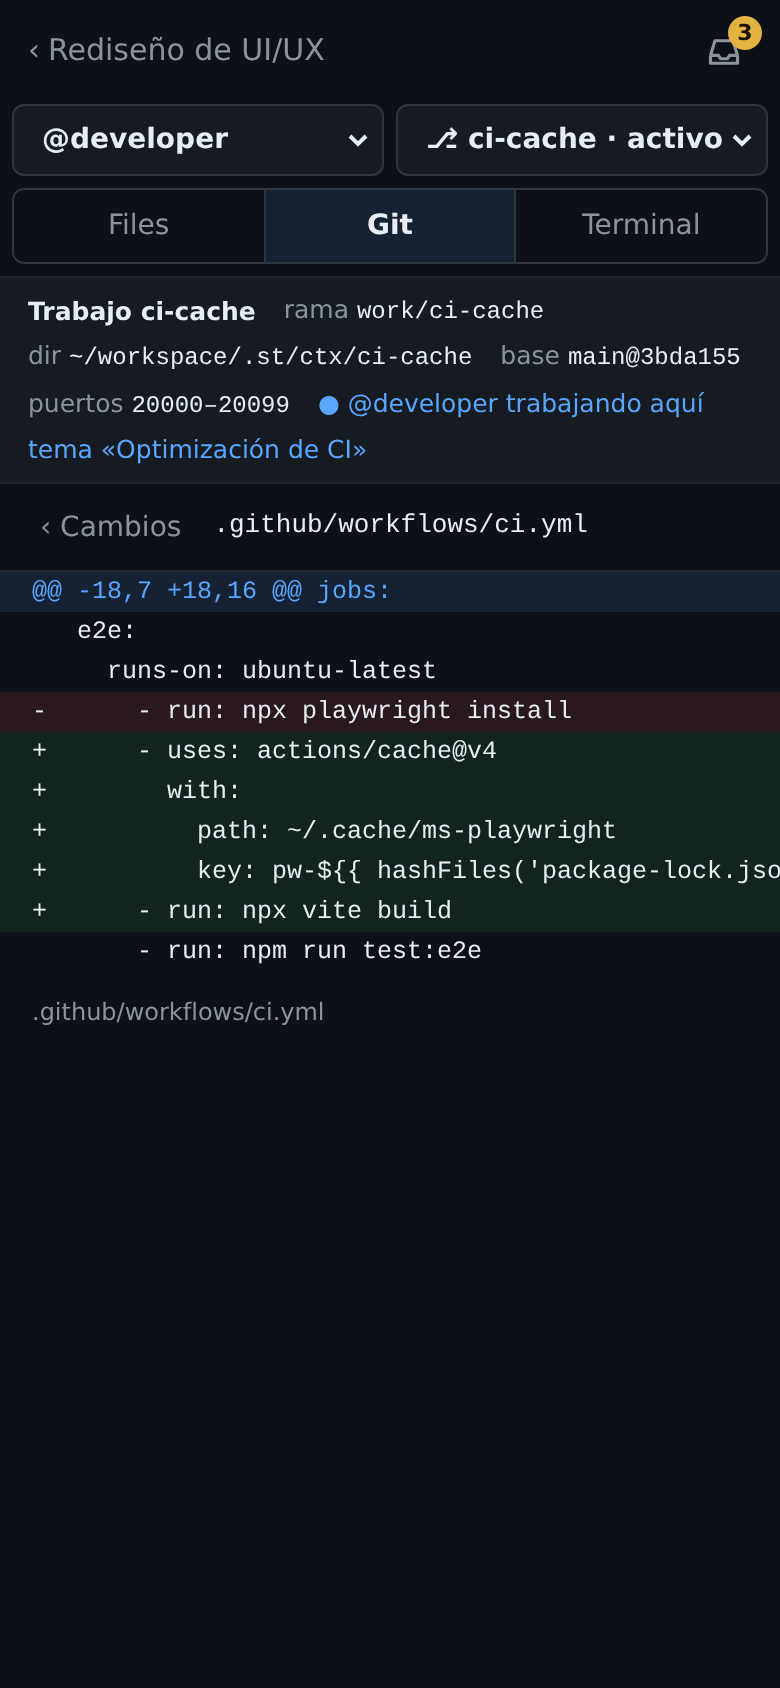 ‹ Rediseño de UI/UX 3
@developer ⎇ ci-cache · activo
Files Git Terminal
Trabajo ci-cache rama work/ci-cache
dir ~/workspace/.st/ctx/ci-cache base main@3bda155
puertos 20000–20099 ● @developer trabajando aquí
tema «Optimización de CI»
‹ Cambios .github/workflows/ci.yml
@@ -18,7 +18,16 @@ jobs:
   e2e:
     runs-on: ubuntu-latest
-      - run: npx playwright install
+      - uses: actions/cache@v4
+        with:
+          path: ~/.cache/ms-playwright
+          key: pw-${{ hashFiles('package-lock.jso
+      - run: npx vite build
       - run: npm run test:e2e
.github/workflows/ci.yml